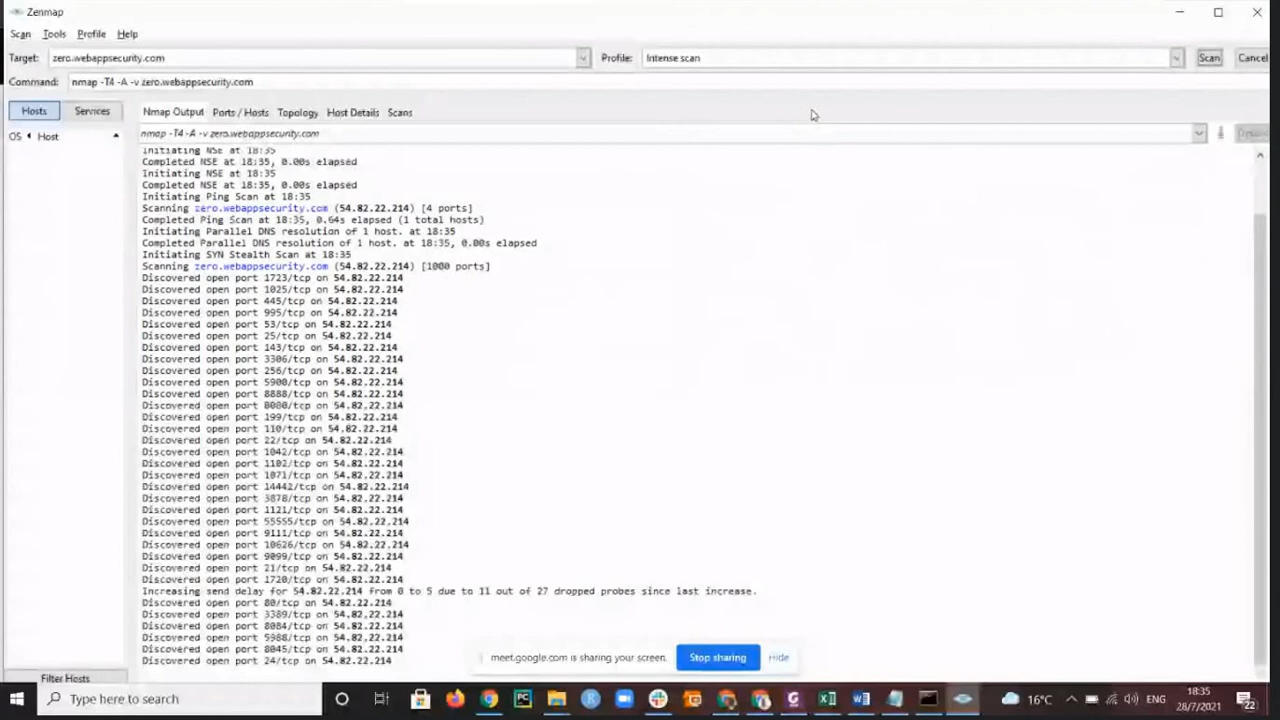 Zenmap
Scan Tools Profile Help
Target: zero.webappsecurity.com Profile: Intense scan Scan Cancel
Command: nmap -T4 -A -v zero.webappsecurity.com
Hosts Services Nmap Output Ports / Hosts Topology Host Details Scans
OS Host nmap -T4 -A -v zero.webappsecurity.com
Initiating NSE at 18:35
Completed NSE at 18:35, 0.00s elapsed
Initiating NSE at 18:35
Completed NSE at 18:35, 0.00s elapsed
Initiating Ping Scan at 18:35
Scanning zero.webappsecurity.com (54.82.22.214) [4 ports]
Completed Ping Scan at 18:35, 0.64s elapsed (1 total hosts)
Initiating Parallel DNS resolution of 1 host. at 18:35
Completed Parallel DNS resolution of 1 host. at 18:35, 0.00s elapsed
Initiating SYN Stealth Scan at 18:35
Scanning zero.webappsecurity.com (54.82.22.214) [1000 ports]
Discovered open port 1723/tcp on 54.82.22.214
Discovered open port 1025/tcp on 54.82.22.214
Discovered open port 445/tcp on 54.82.22.214
Discovered open port 995/tcp on 54.82.22.214
Discovered open port 53/tcp on 54.82.22.214
Discovered open port 25/tcp on 54.82.22.214
Discovered open port 143/tcp on 54.82.22.214
Discovered open port 3306/tcp on 54.82.22.214
Discovered open port 256/tcp on 54.82.22.214
Discovered open port 5900/tcp on 54.82.22.214
Discovered open port 8888/tcp on 54.82.22.214
Discovered open port 8080/tcp on 54.82.22.214
Discovered open port 199/tcp on 54.82.22.214
Discovered open port 110/tcp on 54.82.22.214
Discovered open port 22/tcp on 54.82.22.214
Discovered open port 1042/tcp on 54.82.22.214
Discovered open port 1102/tcp on 54.82.22.214
Discovered open port 1071/tcp on 54.82.22.214
Discovered open port 14442/tcp on 54.82.22.214
Discovered open port 3878/tcp on 54.82.22.214
Discovered open port 1121/tcp on 54.82.22.214
Discovered open port 55555/tcp on 54.82.22.214
Discovered open port 9111/tcp on 54.82.22.214
Discovered open port 10626/tcp on 54.82.22.214
Discovered open port 9099/tcp on 54.82.22.214
Discovered open port 21/tcp on 54.82.22.214
Discovered open port 1720/tcp on 54.82.22.214
Increasing send delay for 54.82.22.214 from 0 to 5 due to 11 out of 27 dropped probes since last increase.
Discovered open port 80/tcp on 54.82.22.214
Discovered open port 3389/tcp on 54.82.22.214
Discovered open port 8084/tcp on 54.82.22.214
Discovered open port 5988/tcp on 54.82.22.214
Discovered open port 8045/tcp on 54.82.22.214
Discovered open port 24/tcp on 54.82.22.214
meet.google.com is sharing your screen. Stop sharing Hide
Filter Hosts
Type here to search 16°C ENG 18:35
28/7/2021 22